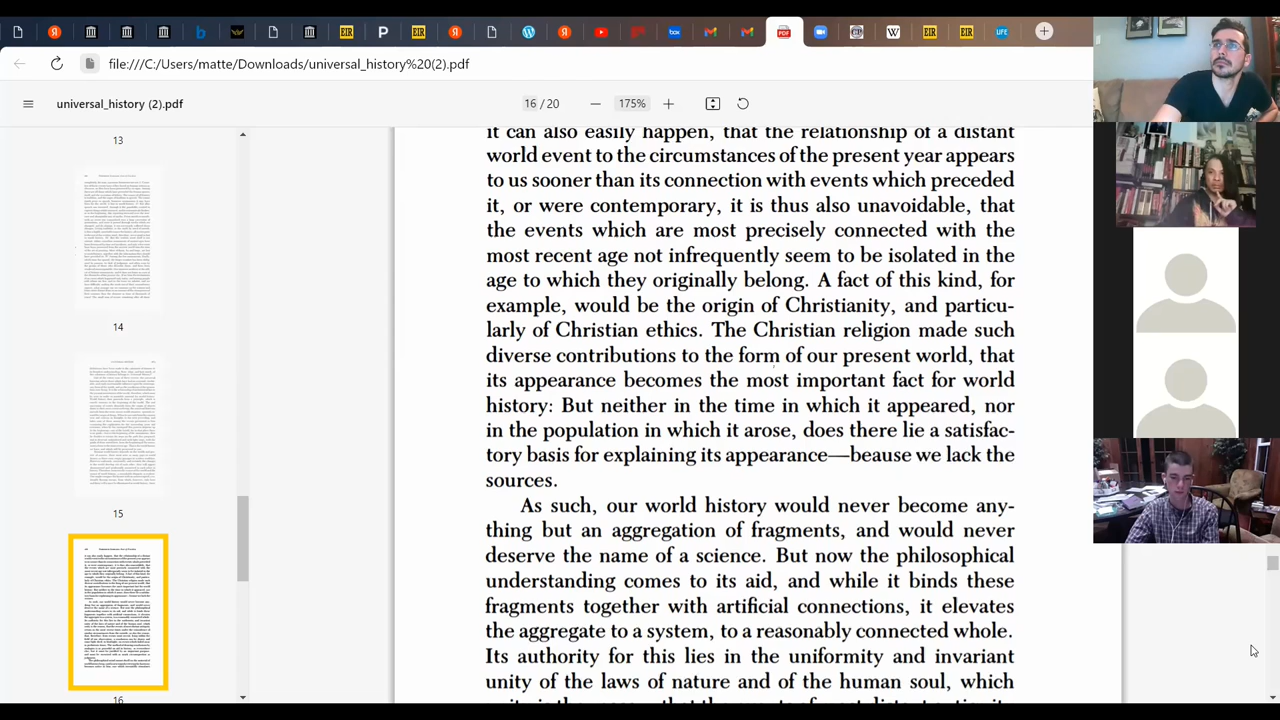 EIR
P
EIR
EIR
EIR
LIFE
file:///C:/Users/matte/Downloads/universal_history%20(2).pdf
universal_history (2).pdf
16 / 20
175%
13
14
15
16
it can also easily happen, that the relationship of a distant
world event to the circumstances of the present year appears
to us sooner than its connection with events which preceded
it, or were contemporary, it is thus also unavoidable, that
the events which are most precisely connected with the
most recent age not infrequently seem to be isolated in the
age to which they originally belong. A fact of this kind, for
example, would be the origin of Christianity, and particu-
larly of Christian ethics. The Christian religion made such
diverse contributions to the form of our present world, that
its appearance becomes the most important fact for world
history. But neither in the time in which it appeared, nor
in the population in which it arose, does there lie a satisfac-
tory basis for explaining its appearance—beause we lack the
sources.
As such, our world history would never become any-
thing but an aggregation of fragments, and would never
deserve the name of a science. But now the philosophical
understanding comes to its aid, and while it binds these
fragments together with artificial connections, it elevates
the aggregate to a system, to a reasonably connected whole.
Its authority for this lies in the uniformity and invariant
unity of the laws of nature and of the human soul, which